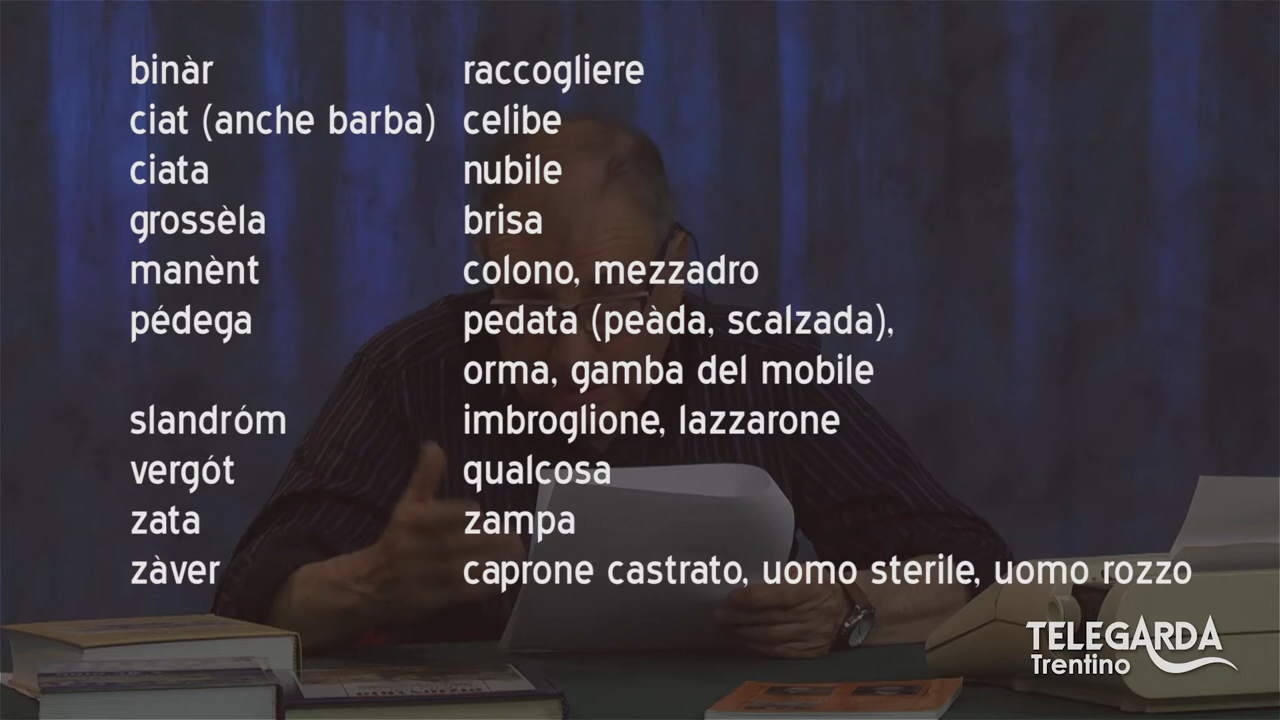 binàr raccogliere
ciat (anche barba) celibe
ciata nubile
grossèla brisa
manènt colono, mezzadro
pédega pedata (peàda, scalzada),
orma, gamba del mobile
slandróm imbroglione, lazzarone
vergót qualcosa
zata zampa
zàver caprone castrato, uomo sterile, uomo rozzo
TELEGARDA
Trentino